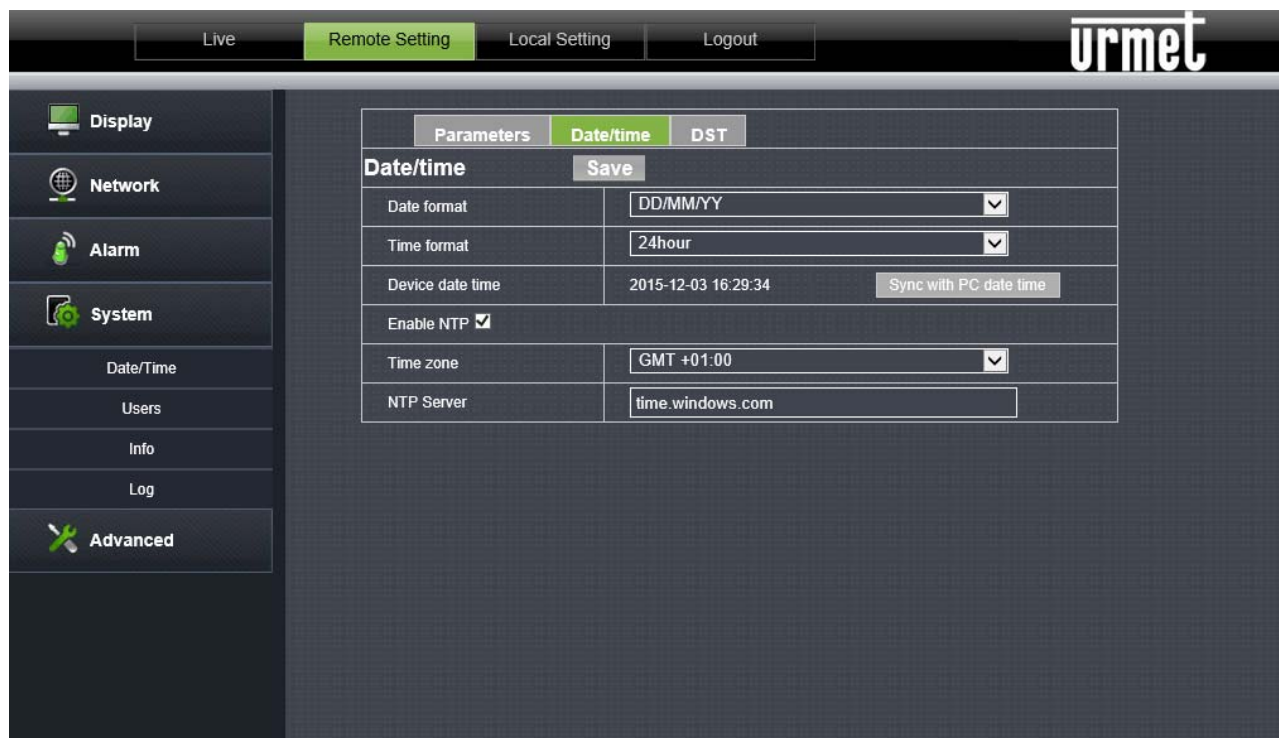 Live Remote Setting Local Setting Logout urmet
Display
Network
Alarm
System
Date/Time
Users
Info
Log
Advanced
Parameters Date/time DST
Date/time Save
Date format DD/MM/YY
Time format 24hour
Device date time 2015-12-03 16:29:34 Sync with PC date time
Enable NTP
Time zone GMT +01:00
NTP Server time.windows.com